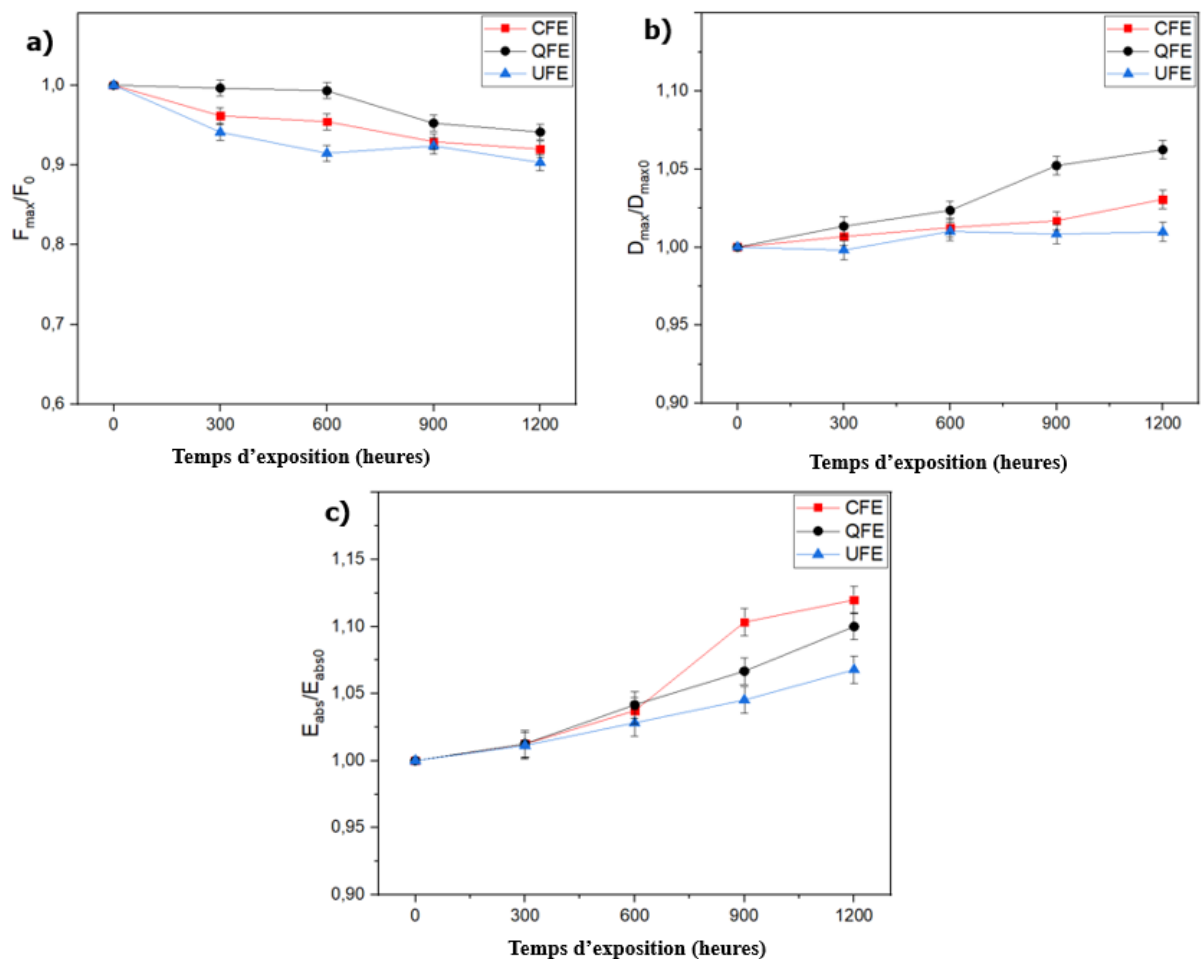 a)
CFE
QFE
UFE
1,0
0,9
0,8
0,7
0,6
Fmax/F0
0 300 600 900 1200
Temps d’exposition (heures)
b)
CFE
QFE
UFE
1,10
1,05
1,00
0,95
0,90
Dmax/Dmax0
0 300 600 900 1200
Temps d’exposition (heures)
c)
CFE
QFE
UFE
1,15
1,10
1,05
1,00
0,95
0,90
Eabs/Eabs0
0 300 600 900 1200
Temps d’exposition (heures)